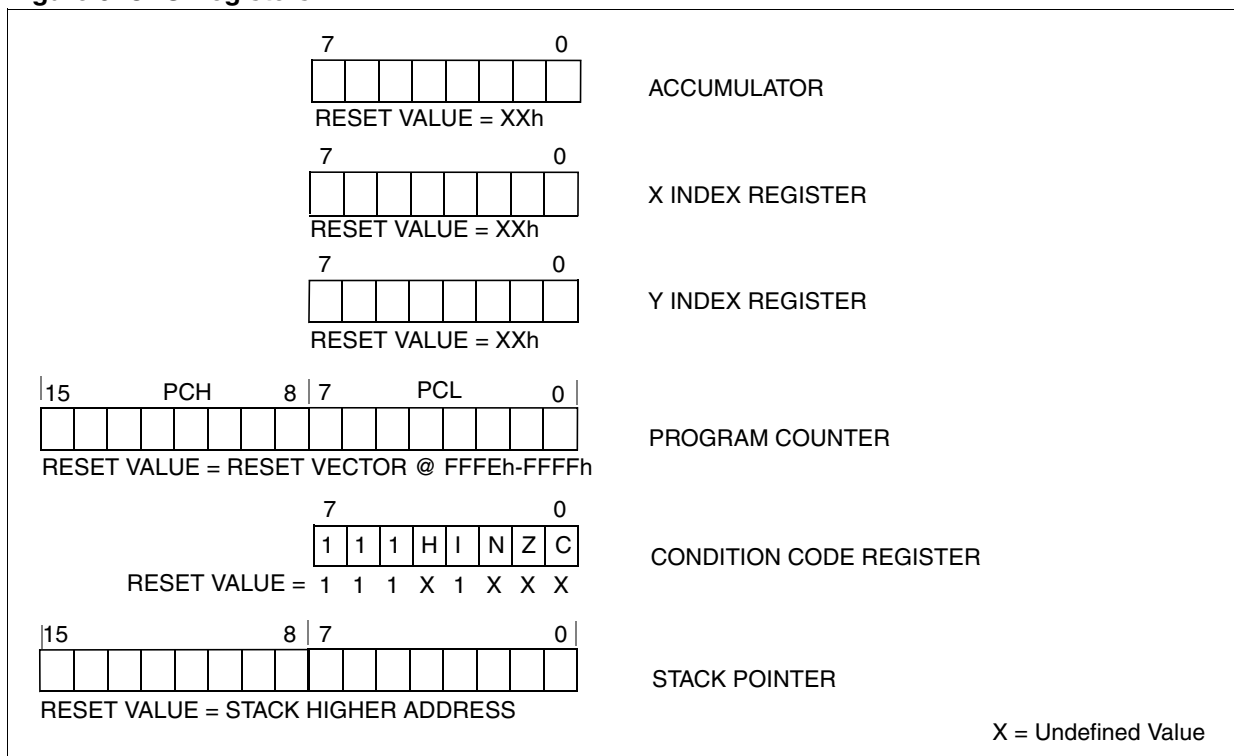 7 0
ACCUMULATOR
RESET VALUE = XXh
7 0
X INDEX REGISTER
RESET VALUE = XXh
7 0
Y INDEX REGISTER
RESET VALUE = XXh
15 PCH 8 7 PCL 0
PROGRAM COUNTER
RESET VALUE = RESET VECTOR @ FFFEh-FFFFh
7 0
1 1 1 H I N Z C
CONDITION CODE REGISTER
RESET VALUE = 1 1 1 X 1 X X X
15 8 7 0
STACK POINTER
RESET VALUE = STACK HIGHER ADDRESS
X = Undefined Value